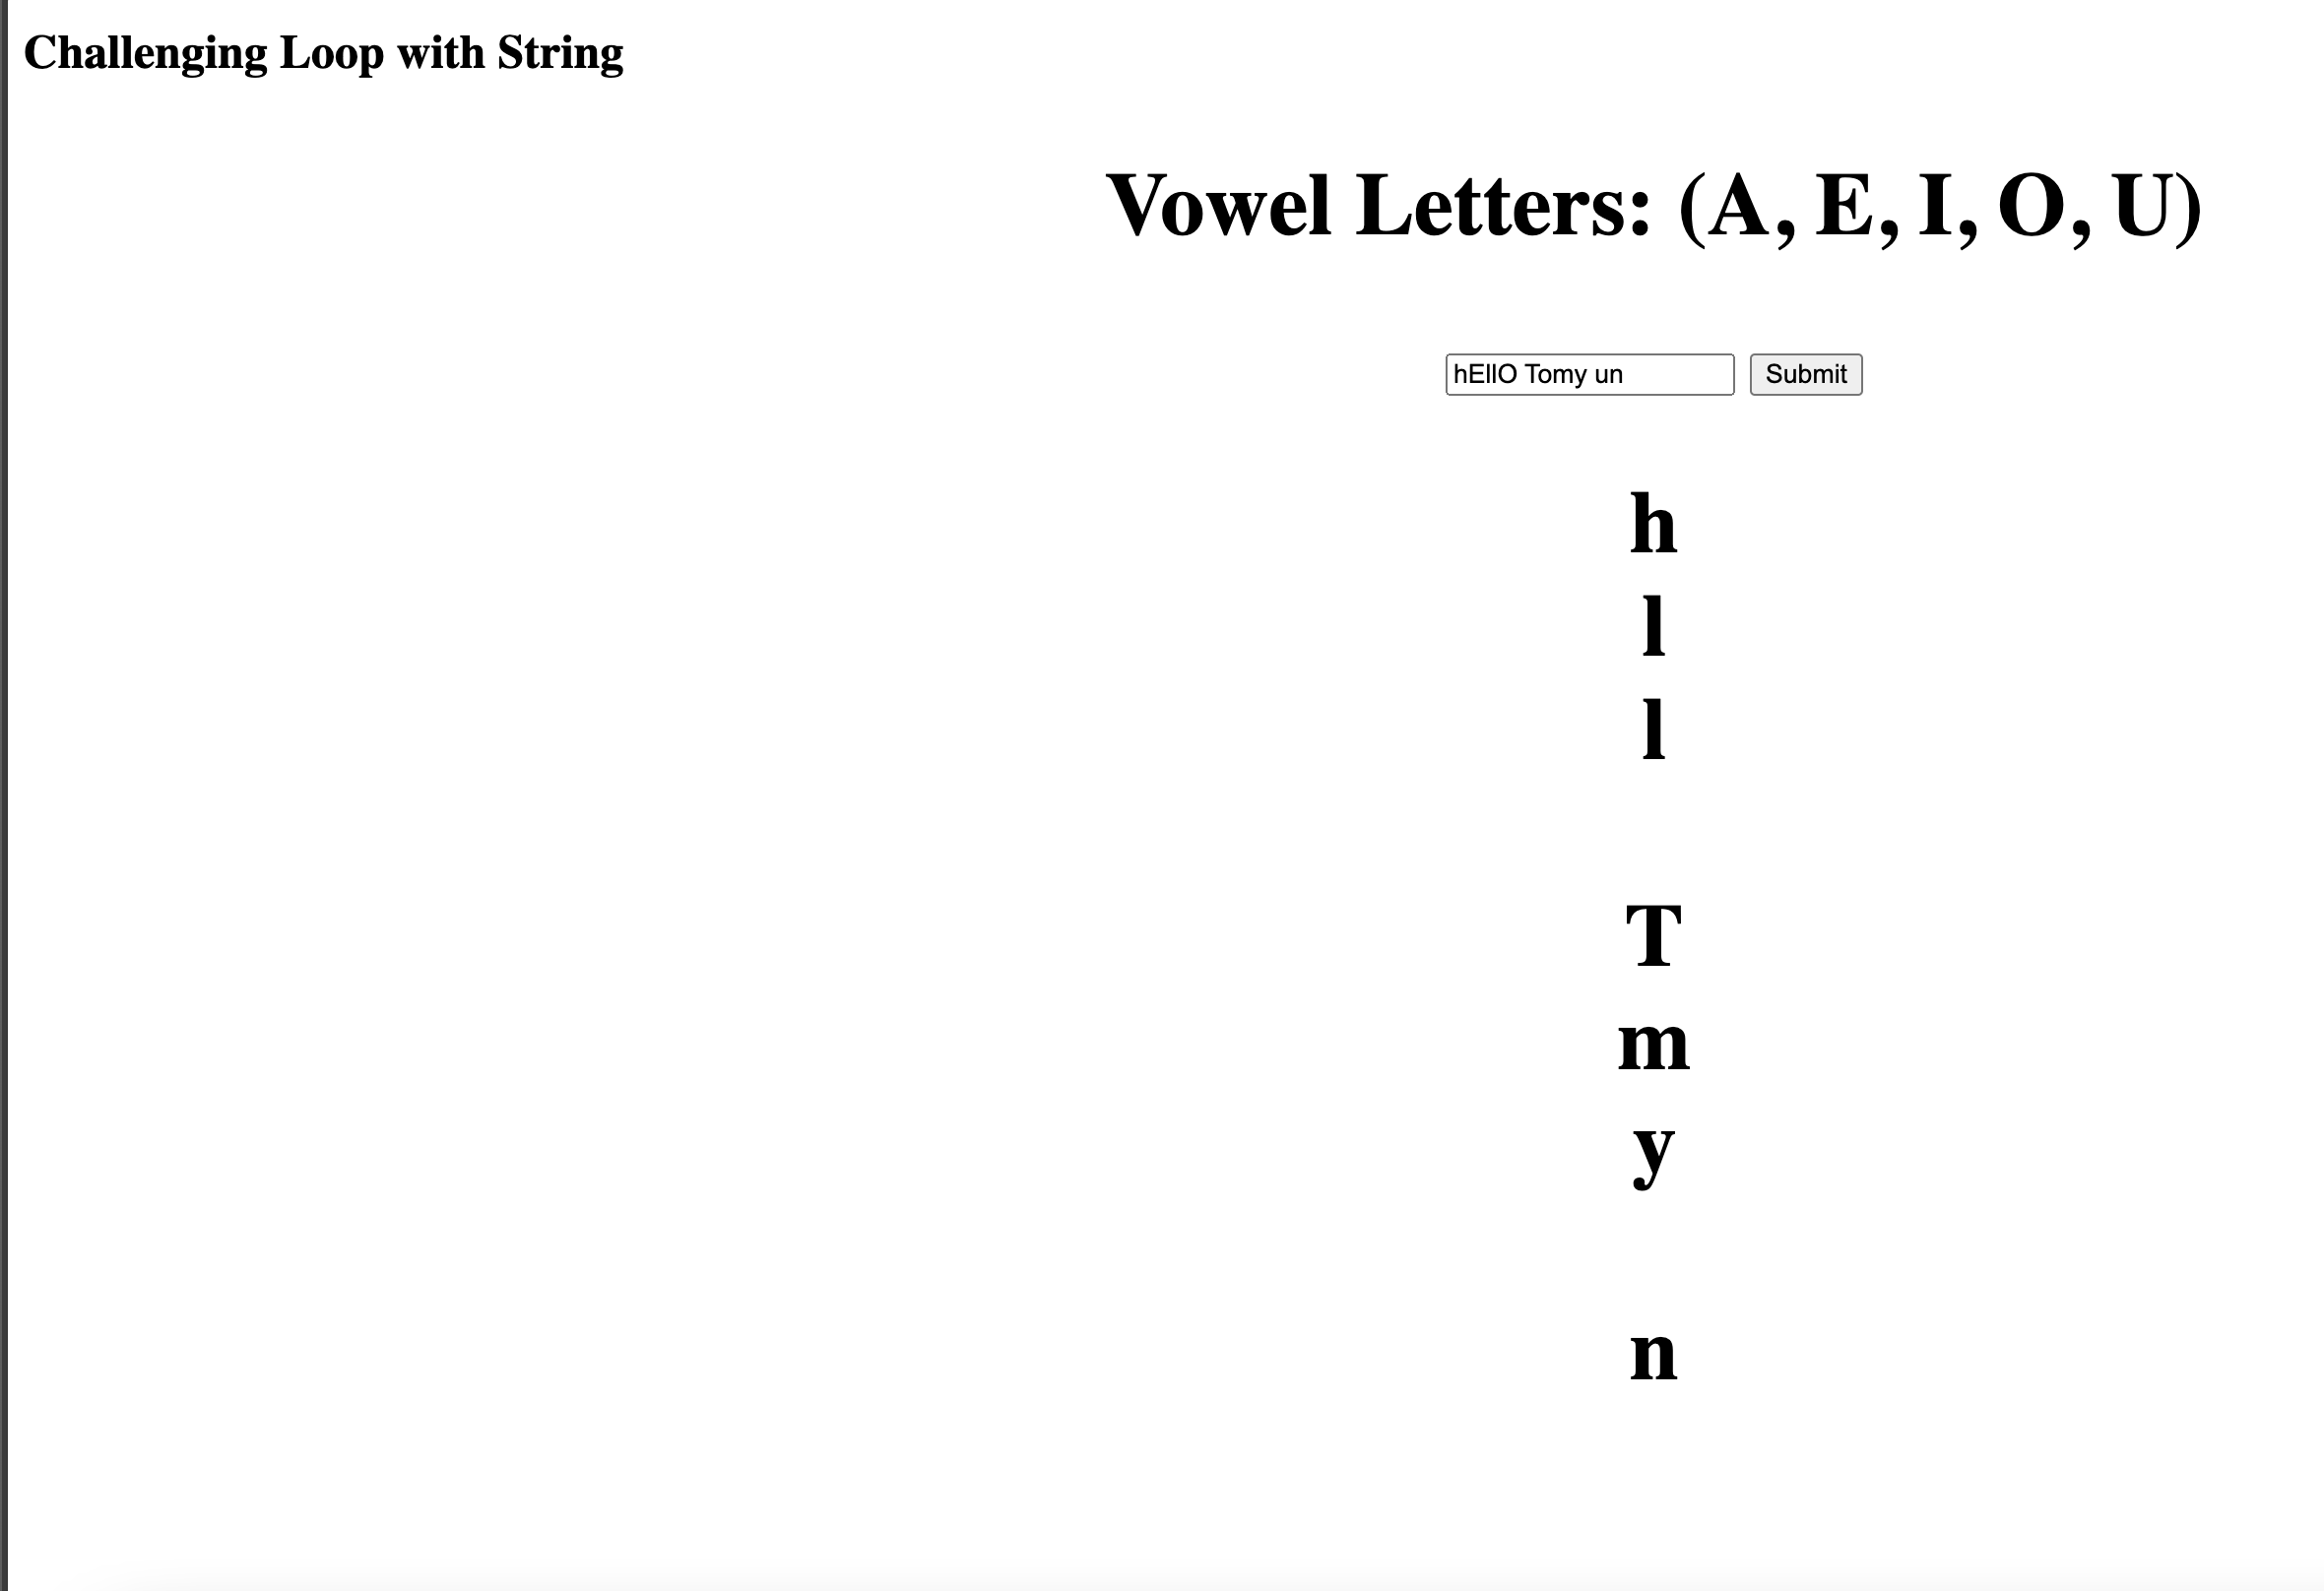 Challenging Loop with String
Vowel Letters: (A, E, I, O, U)
hEllO Tomy un Submit
h
l
l
T
m
y
n